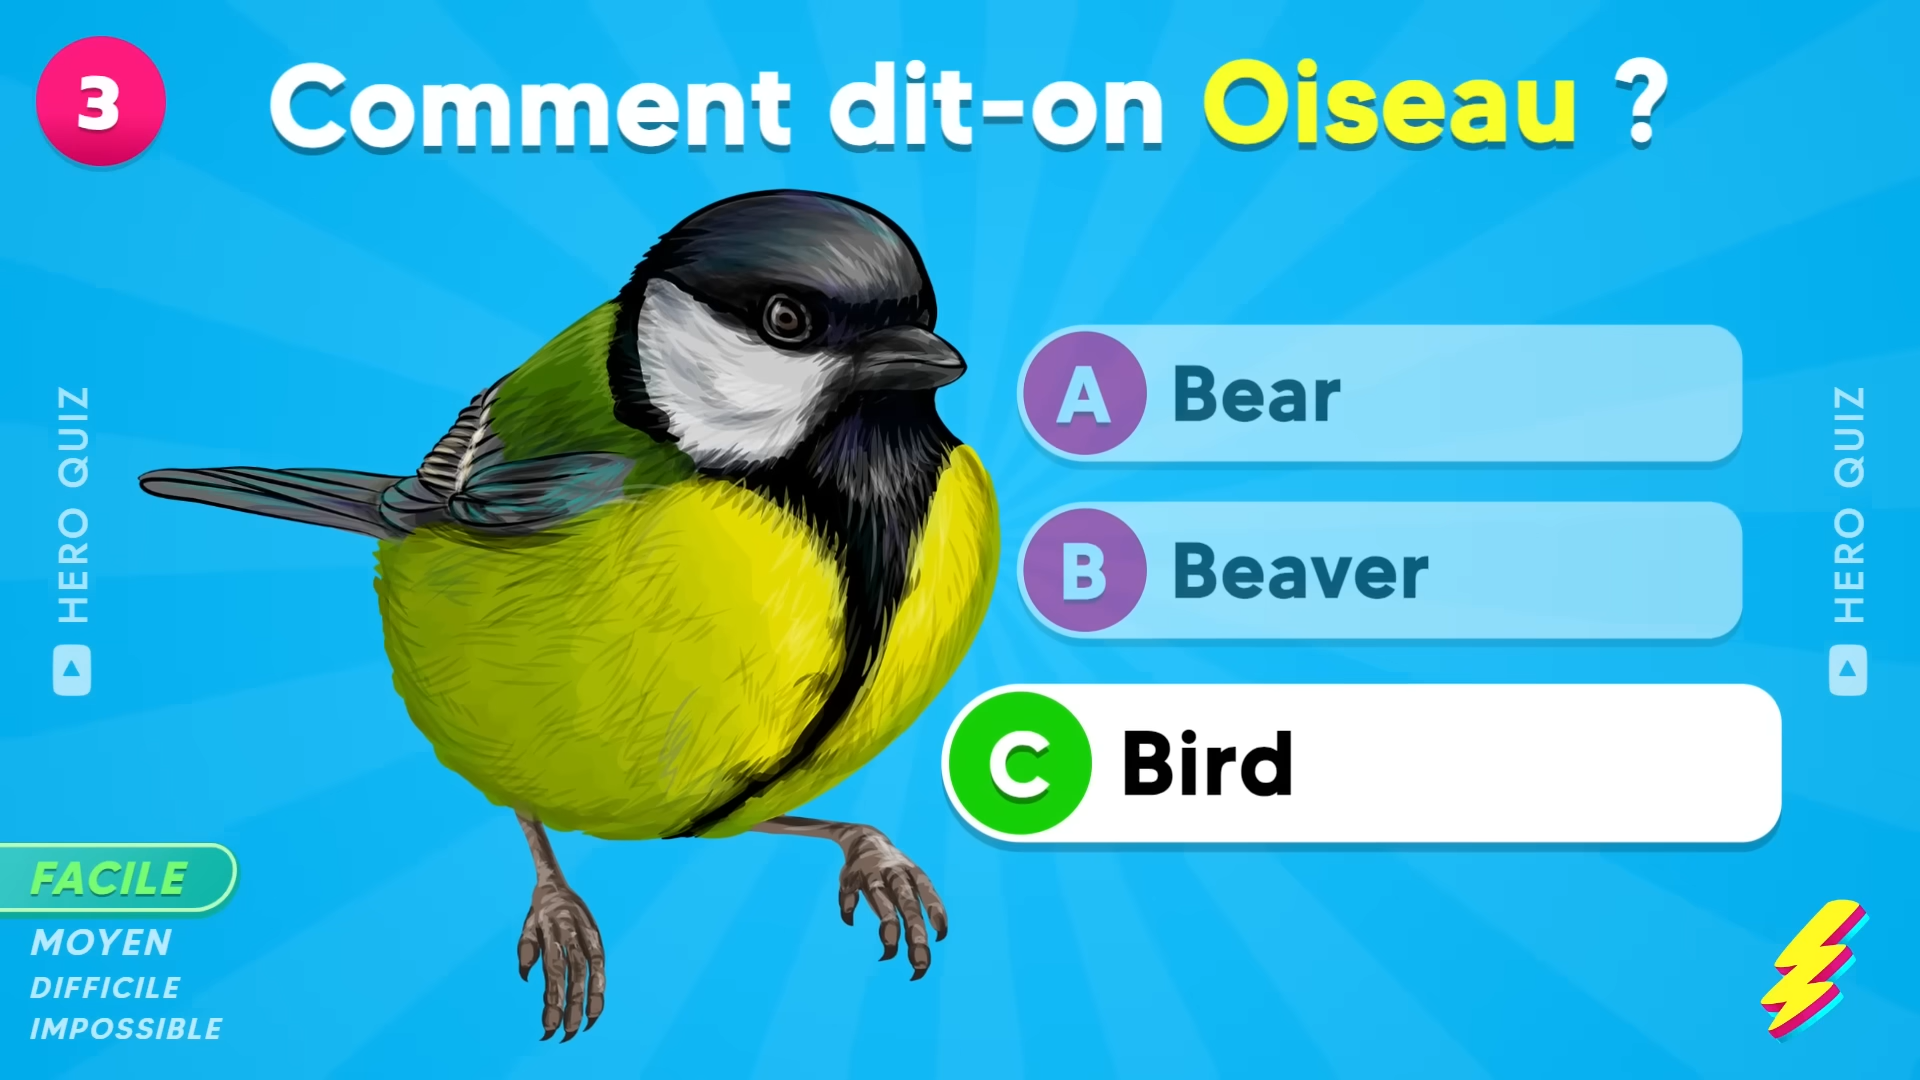 3
Comment dit-on Oiseau ?
A Bear
B Beaver
C Bird
HERO QUIZ
HERO QUIZ
FACILE
MOYEN
DIFFICILE
IMPOSSIBLE